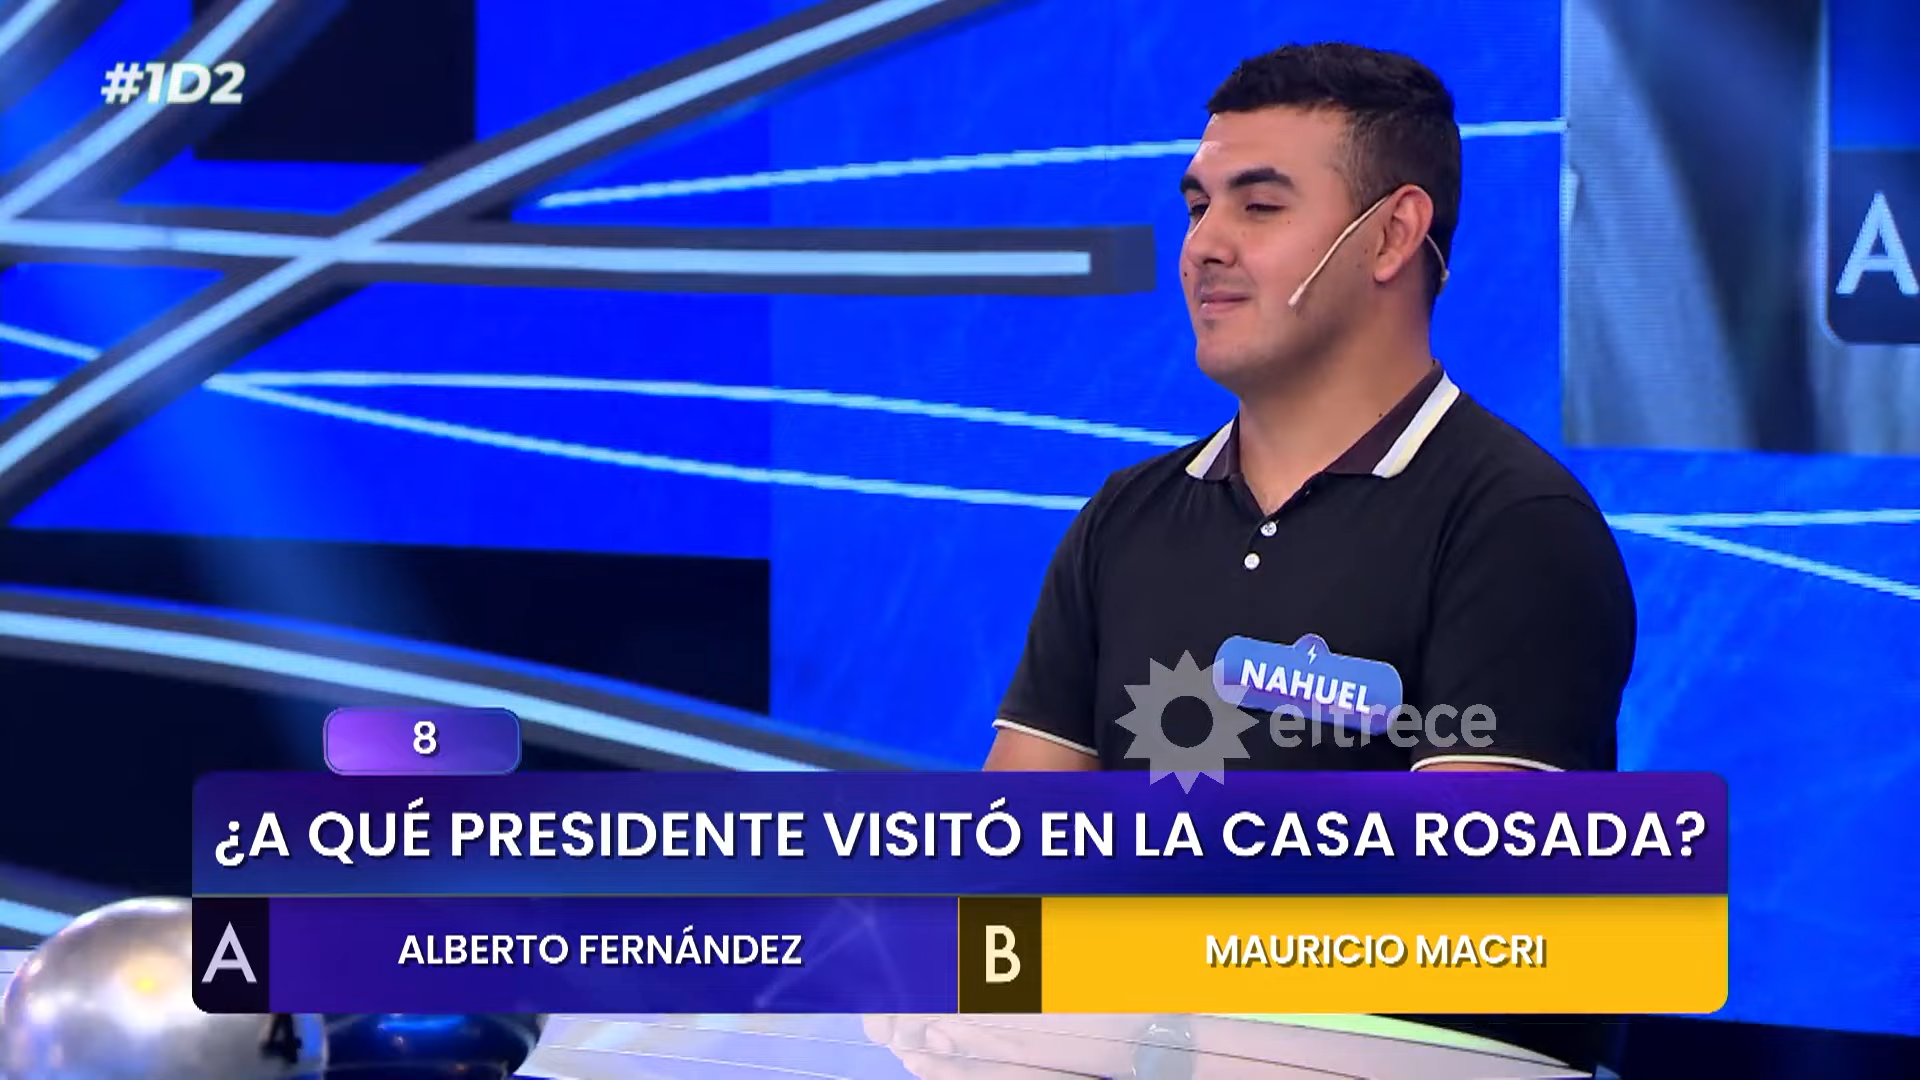 #1D2
A
NAHUEL
eltrece
8
¿A QUÉ PRESIDENTE VISITÓ EN LA CASA ROSADA?
A ALBERTO FERNÁNDEZ
B MAURICIO MACRI